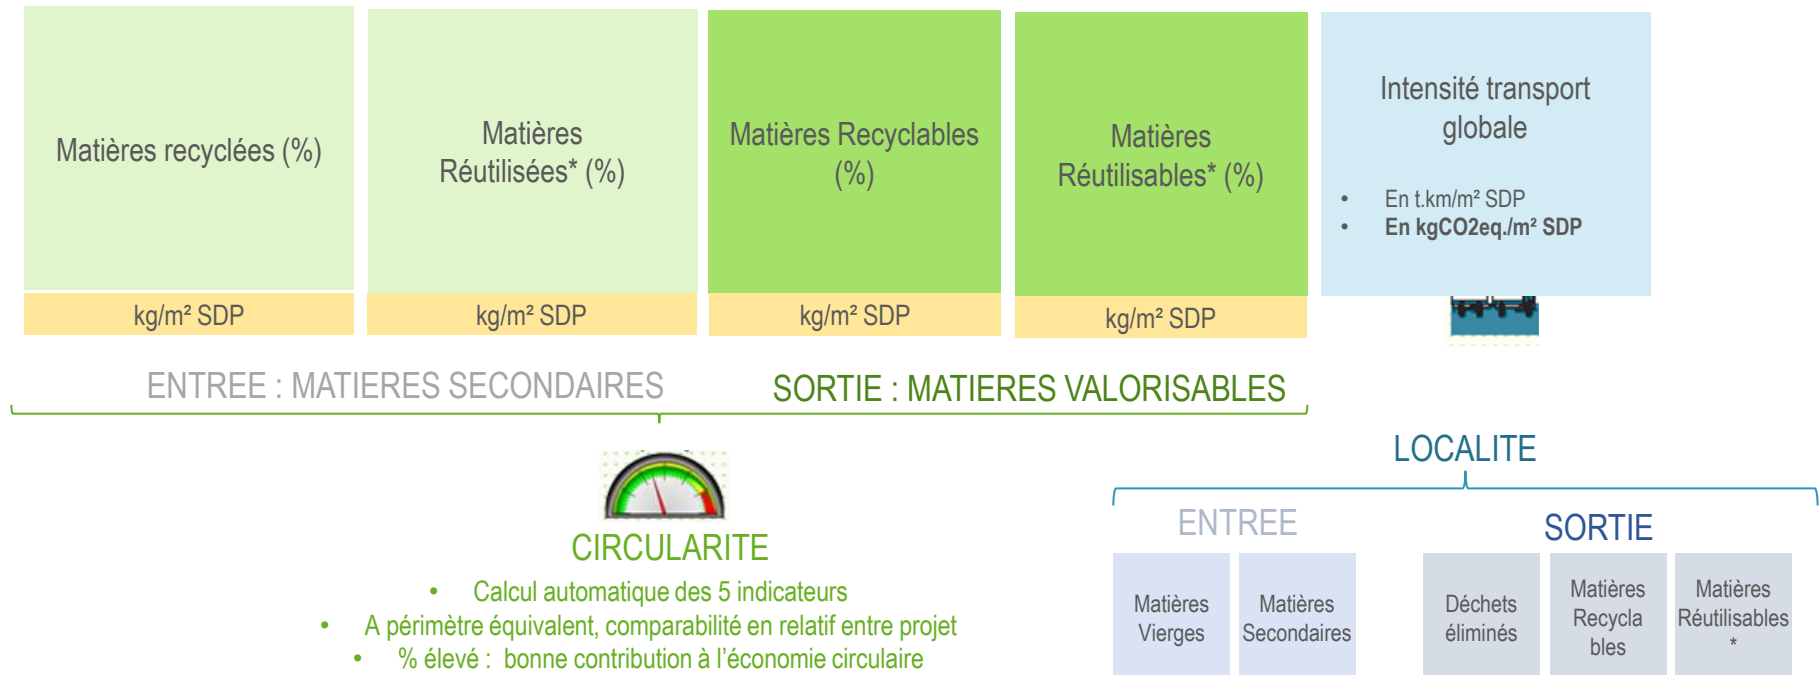 Matières recyclées (%)
Matières
Réutilisées* (%)
Matières Recyclables
(%)
Matières
Réutilisables* (%)
Intensité transport
globale
• En t.km/m² SDP
• En kgCO2eq./m² SDP
kg/m² SDP
kg/m² SDP
kg/m² SDP
kg/m² SDP
ENTREE : MATIERES SECONDAIRES
SORTIE : MATIERES VALORISABLES
CIRCULARITE
• Calcul automatique des 5 indicateurs
• A périmètre équivalent, comparabilité en relatif entre projet
• % élevé : bonne contribution à l’économie circulaire
LOCALITE
ENTREE
SORTIE
Matières
Vierges
Matières
Secondaires
Déchets
éliminés
Matières
Recycla
bles
Matières
Réutilisables
*